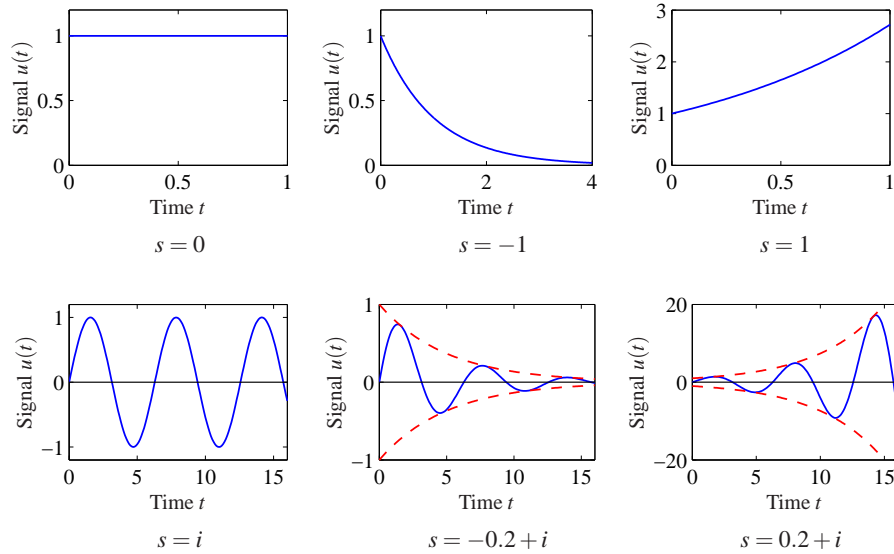 Signal u(t)
1
0.5
0
0
0.5
1
Time t
s = 0
Signal u(t)
1
0.5
0
0
2
4
Time t
s = −1
Signal u(t)
3
2
1
0
0
0.5
1
Time t
s = 1
Signal u(t)
1
0
−1
0
5
10
15
Time t
s = i
Signal u(t)
1
0
−1
0
5
10
15
Time t
s = −0.2 + i
Signal u(t)
20
0
−20
0
5
10
15
Time t
s = 0.2 + i